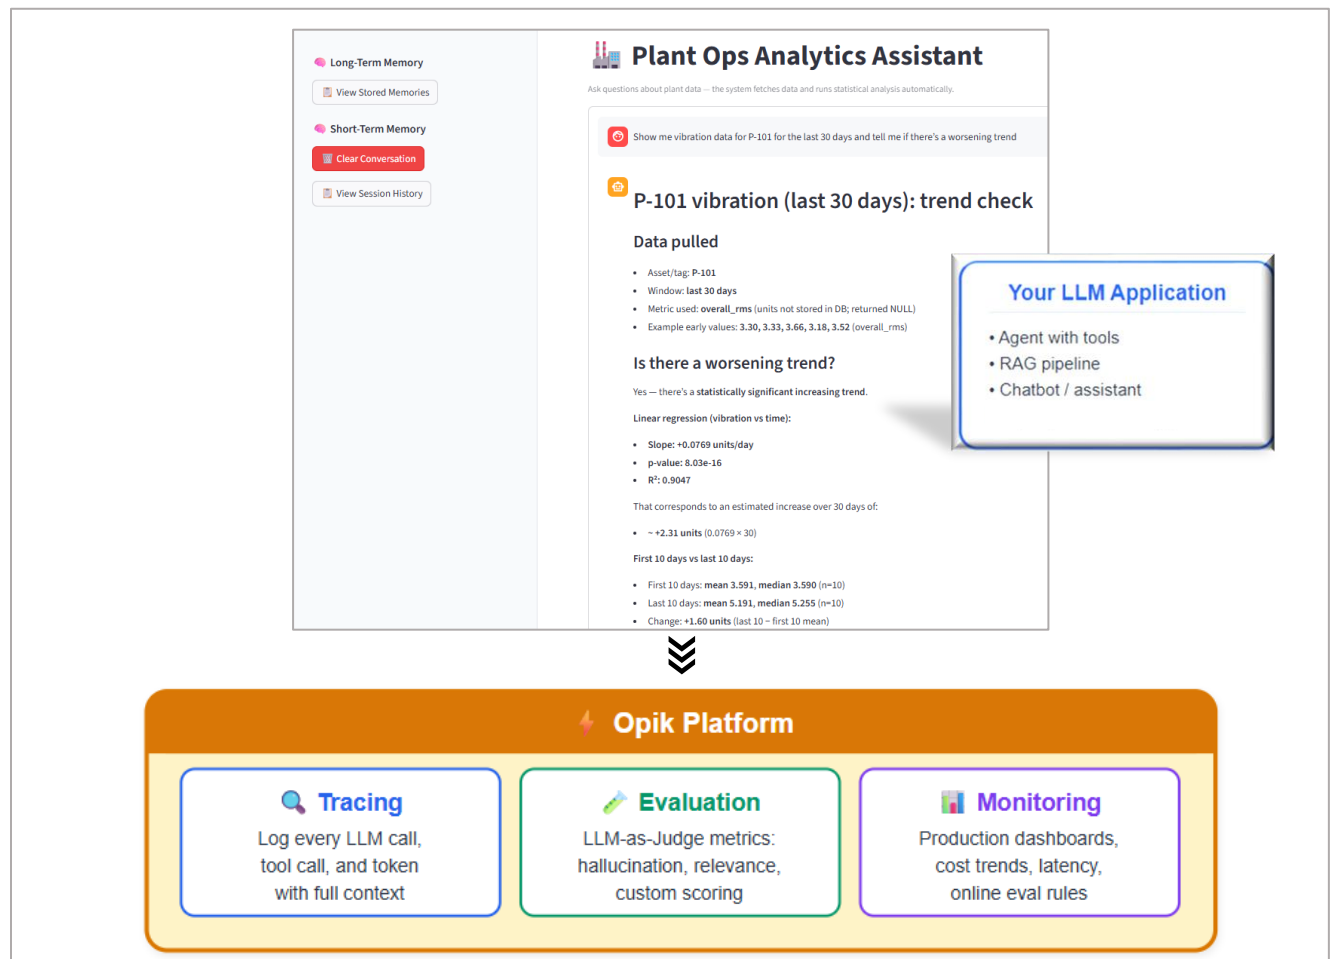 Long-Term Memory
View Stored Memories
Short-Term Memory
Clear Conversation
View Session History
Plant Ops Analytics Assistant
Ask questions about plant data — the system fetches data and runs statistical analysis automatically.
Show me vibration data for P-101 for the last 30 days and tell me if there's a worsening trend
P-101 vibration (last 30 days): trend check
Data pulled
• Asset/tag: P-101
• Window: last 30 days
• Metric used: overall_rms (units not stored in DB; returned NULL)
• Example early values: 3.30, 3.33, 3.66, 3.18, 3.52 (overall_rms)
Is there a worsening trend?
Yes — there's a statistically significant increasing trend.
Linear regression (vibration vs time):
• Slope: +0.0769 units/day
• p-value: 8.03e-16
• R²: 0.9047
That corresponds to an estimated increase over 30 days of:
• ~ +2.31 units (0.0769 × 30)
First 10 days vs last 10 days:
• First 10 days: mean 3.591, median 3.590 (n=10)
• Last 10 days: mean 5.191, median 5.255 (n=10)
• Change: +1.60 units (last 10 − first 10 mean)
Your LLM Application
• Agent with tools
• RAG pipeline
• Chatbot / assistant
Opik Platform
Tracing
Log every LLM call,
tool call, and token
with full context
Evaluation
LLM-as-Judge metrics:
hallucination, relevance,
custom scoring
Monitoring
Production dashboards,
cost trends, latency,
online eval rules